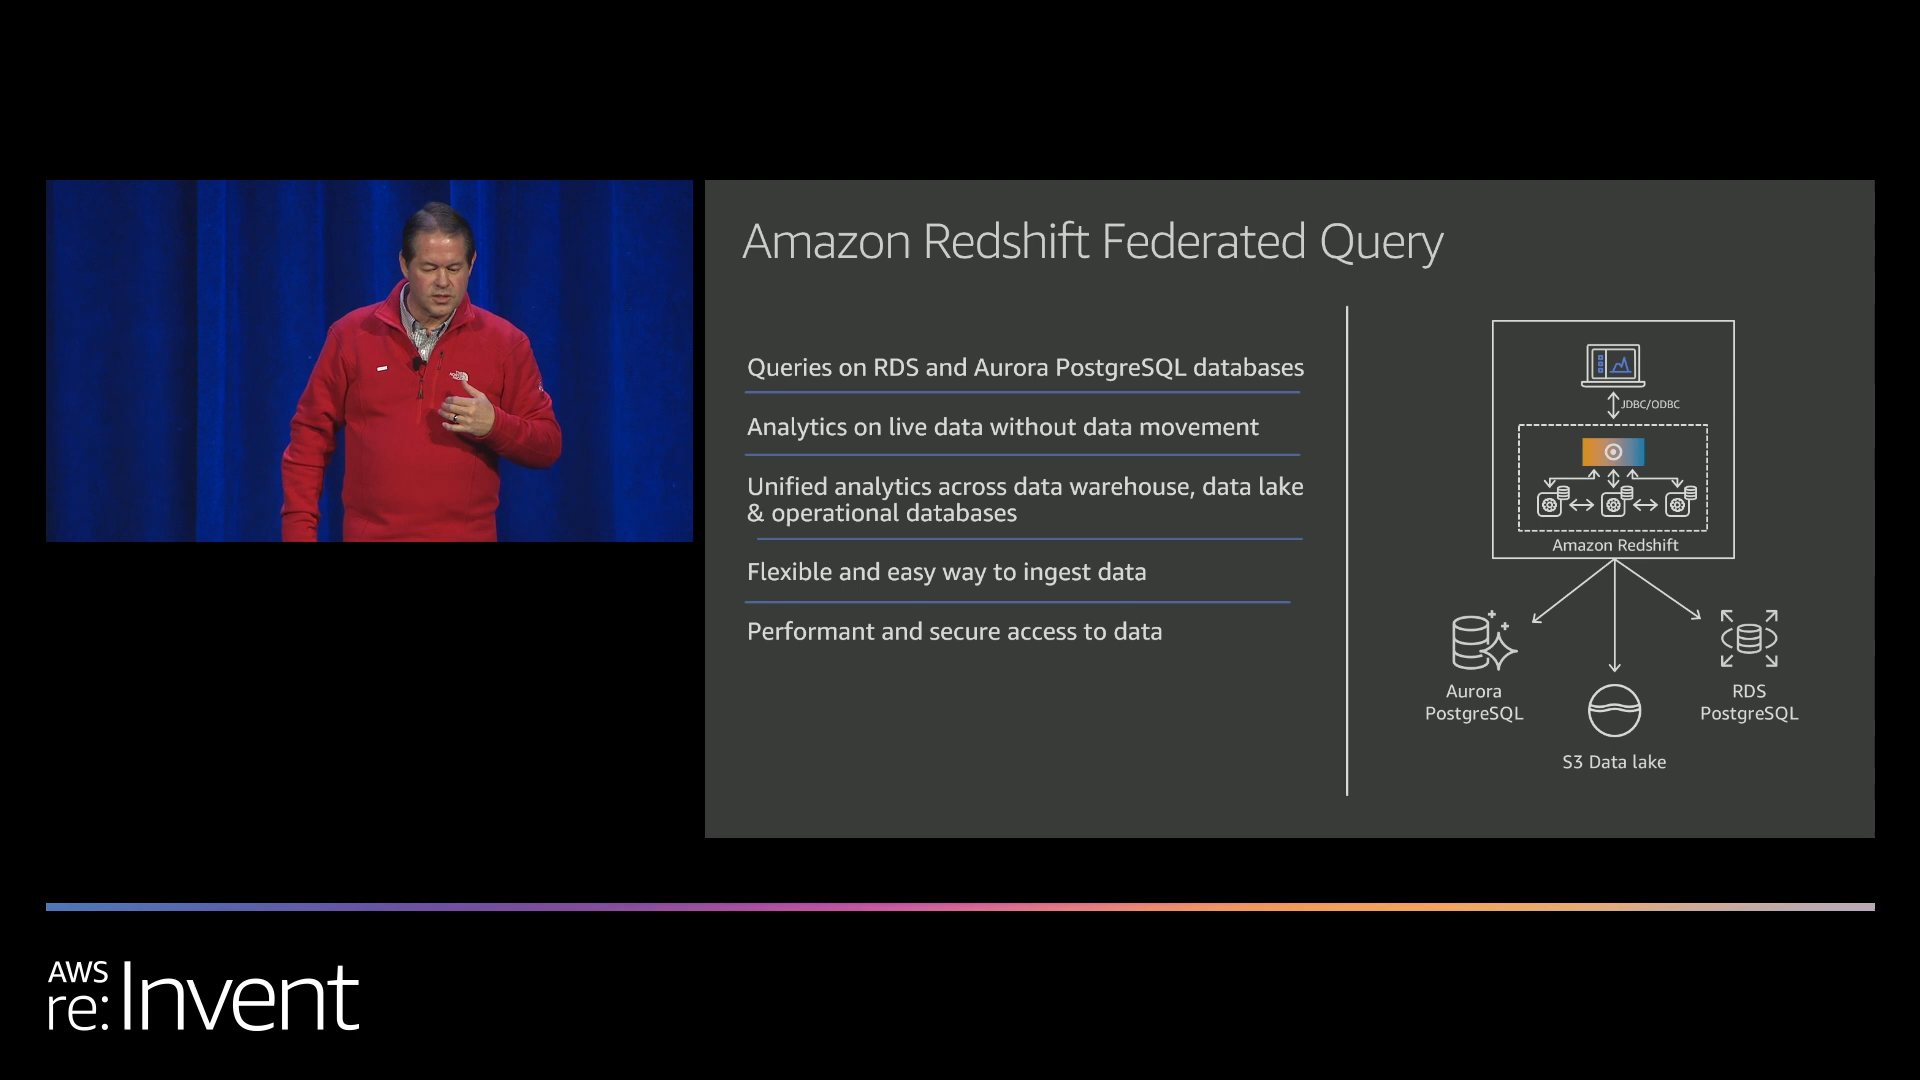 Amazon Redshift Federated Query
Queries on RDS and Aurora PostgreSQL databases
Analytics on live data without data movement
Unified analytics across data warehouse, data lake
& operational databases
Flexible and easy way to ingest data
Performant and secure access to data
JDBC/ODBC
Amazon Redshift
Aurora
PostgreSQL
S3 Data lake
RDS
PostgreSQL
AWS
re:Invent